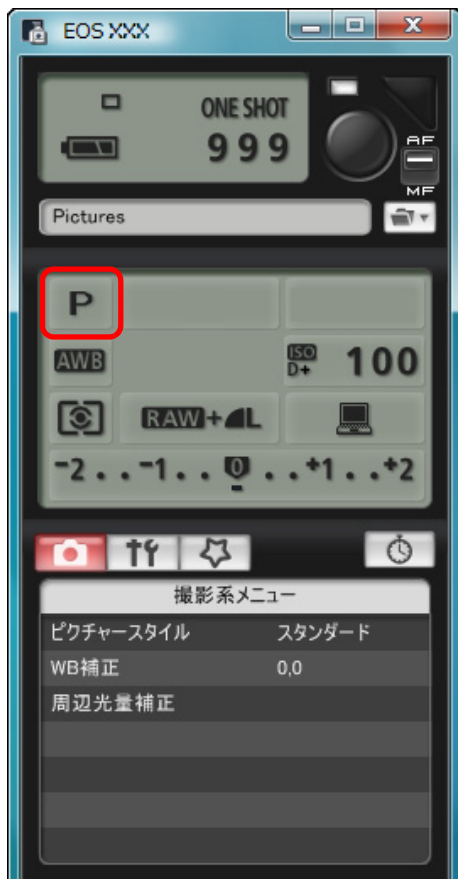 EOS XXX
ONE SHOT
999
AF
MF
Pictures
P
AWB
ISO D+ 100
RAW+L
-2..-1..0..+1..+2
撮影系メニュー
ピクチャースタイル スタンダード
WB補正 0,0
周辺光量補正